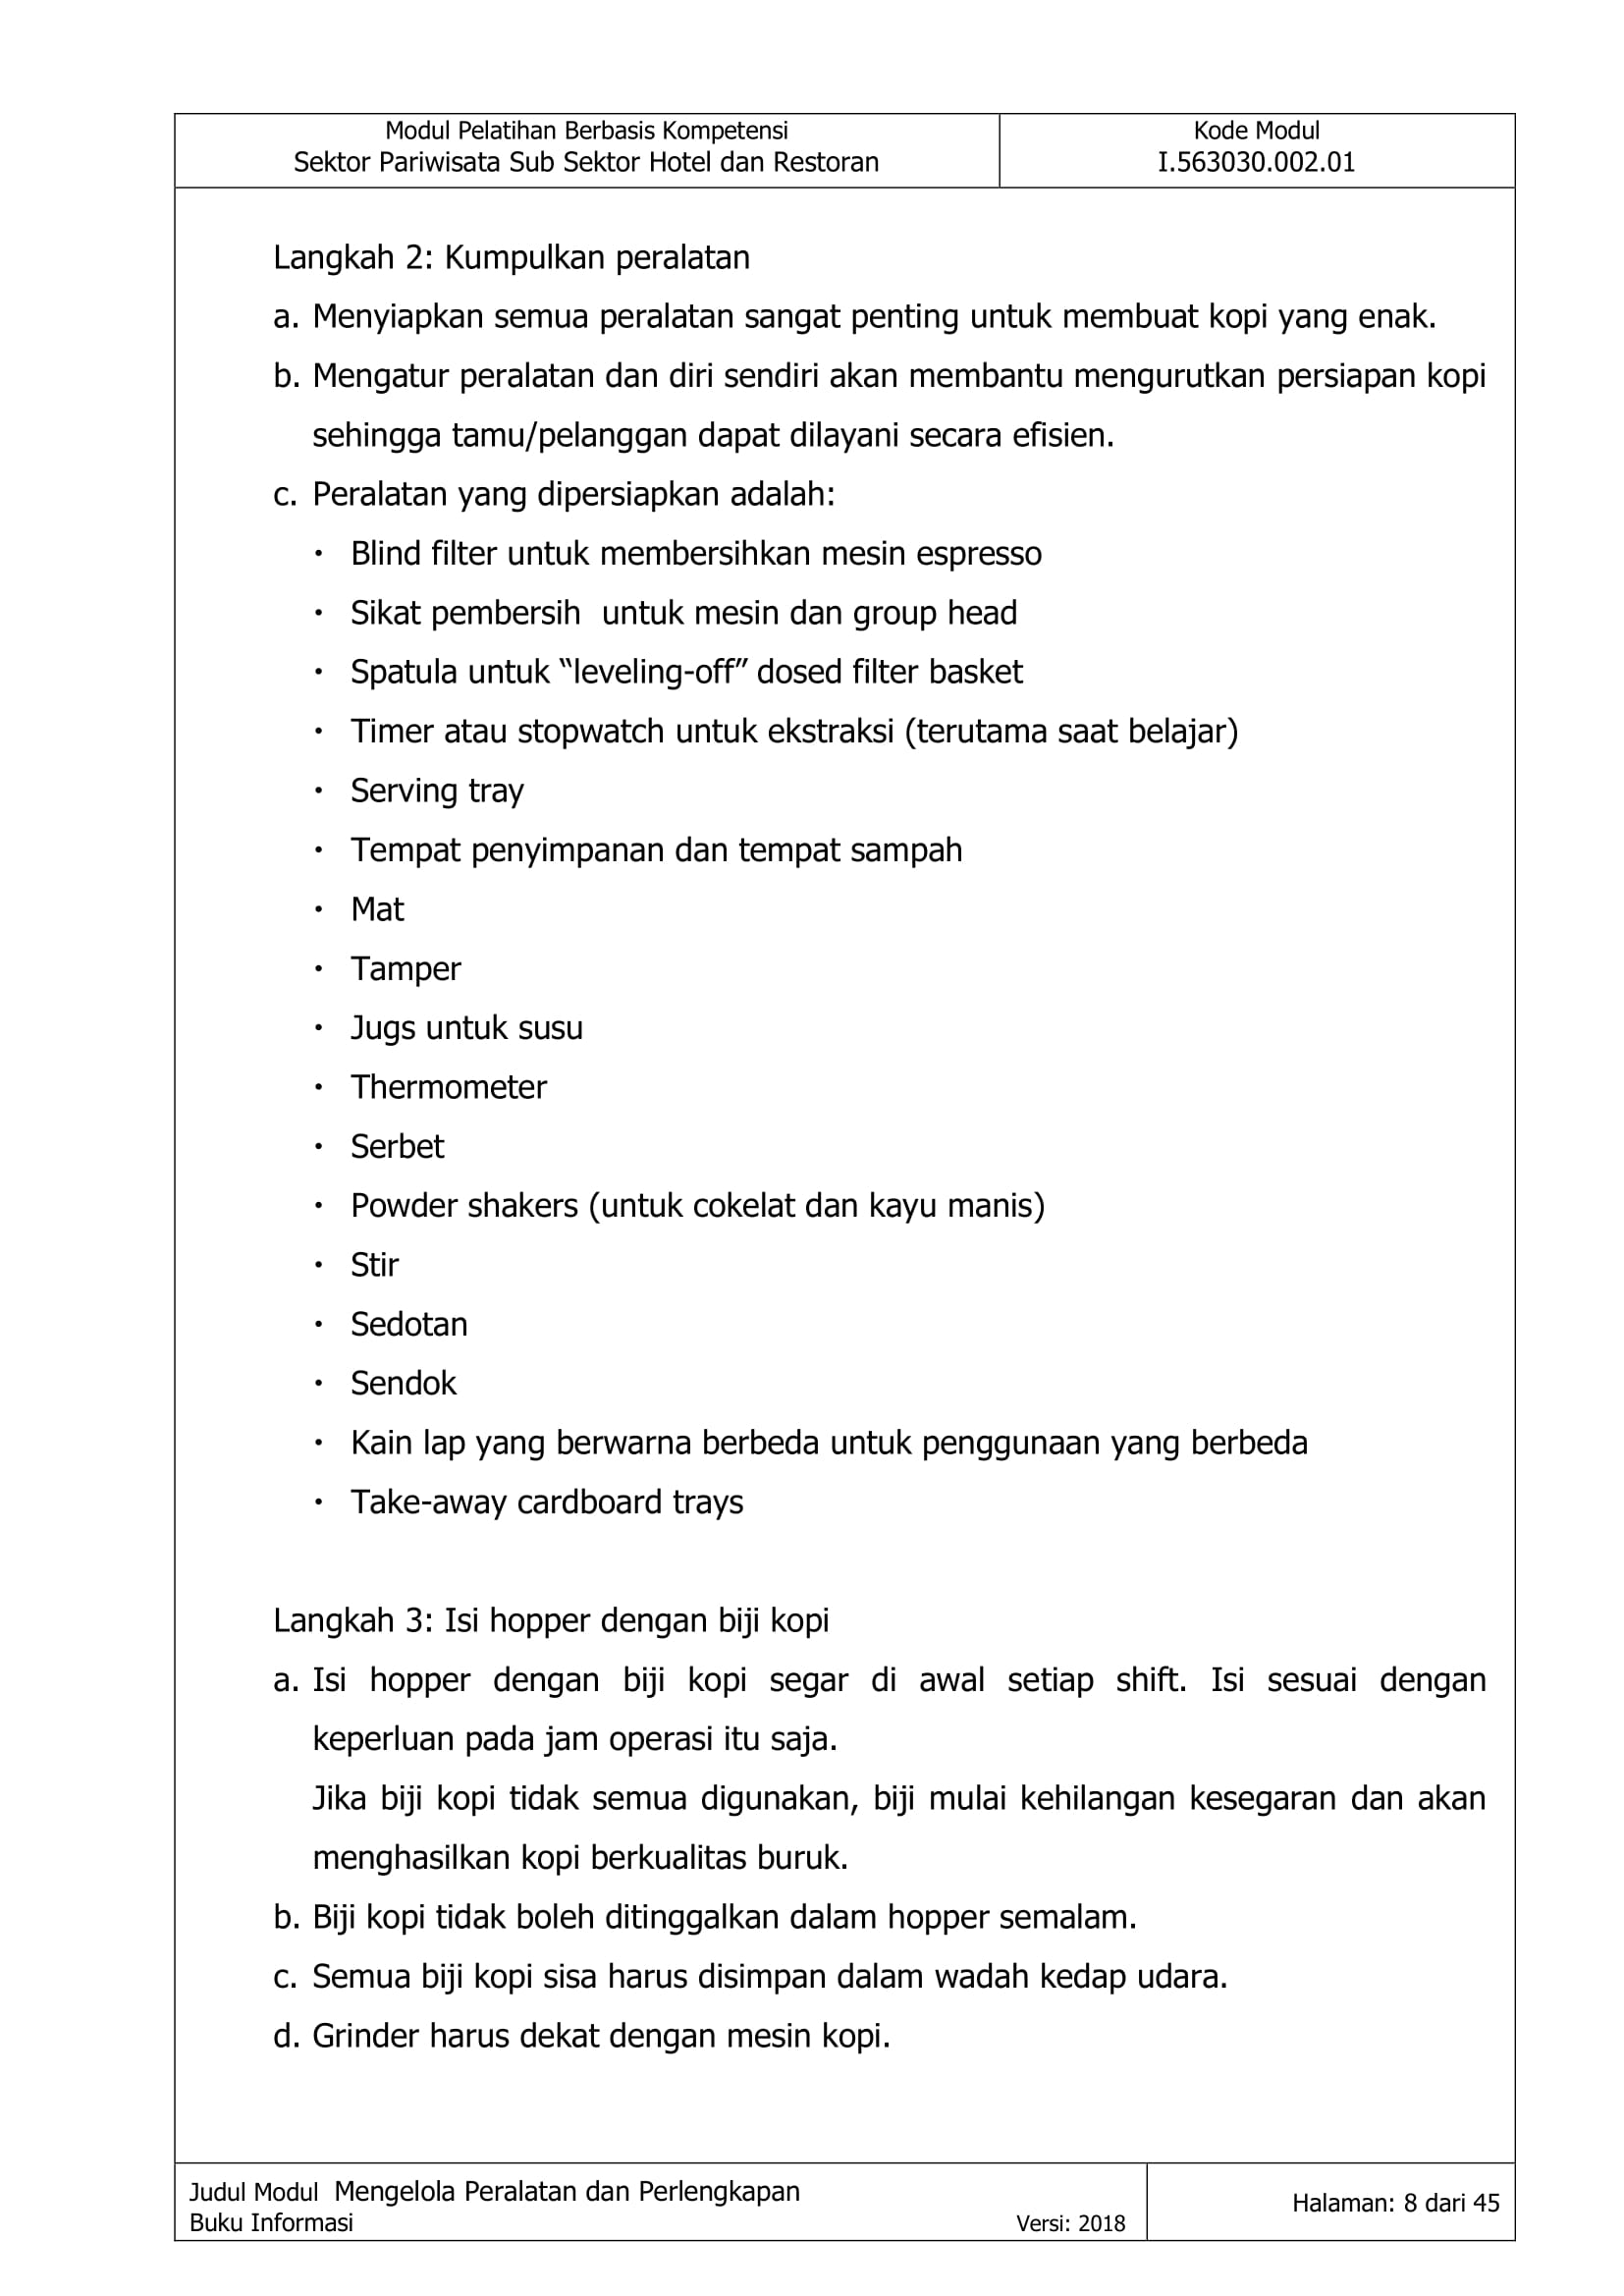 Modul Pelatihan Berbasis Kompetensi
Sektor Pariwisata Sub Sektor Hotel dan Restoran
Kode Modul
I.563030.002.01
Langkah 2: Kumpulkan peralatan
a. Menyiapkan semua peralatan sangat penting untuk membuat kopi yang enak.
b. Mengatur peralatan dan diri sendiri akan membantu mengurutkan persiapan kopi
sehingga tamu/pelanggan dapat dilayani secara efisien.
c. Peralatan yang dipersiapkan adalah:
• Blind filter untuk membersihkan mesin espresso
• Sikat pembersih  untuk mesin dan group head
• Spatula untuk “leveling-off” dosed filter basket
• Timer atau stopwatch untuk ekstraksi (terutama saat belajar)
• Serving tray
• Tempat penyimpanan dan tempat sampah
• Mat
• Tamper
• Jugs untuk susu
• Thermometer
• Serbet
• Powder shakers (untuk cokelat dan kayu manis)
• Stir
• Sedotan
• Sendok
• Kain lap yang berwarna berbeda untuk penggunaan yang berbeda
• Take-away cardboard trays
Langkah 3: Isi hopper dengan biji kopi
a. Isi hopper dengan biji kopi segar di awal setiap shift. Isi sesuai dengan
keperluan pada jam operasi itu saja.
Jika biji kopi tidak semua digunakan, biji mulai kehilangan kesegaran dan akan
menghasilkan kopi berkualitas buruk.
b. Biji kopi tidak boleh ditinggalkan dalam hopper semalam.
c. Semua biji kopi sisa harus disimpan dalam wadah kedap udara.
d. Grinder harus dekat dengan mesin kopi.
Judul Modul  Mengelola Peralatan dan Perlengkapan
Buku Informasi
Versi: 2018
Halaman: 8 dari 45